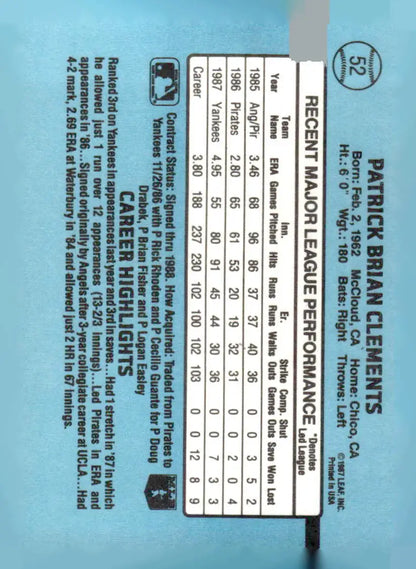 52
PATRICK BRIAN CLEMENTS
©1987 LEAF, INC.
Printed in USA
Born: Feb. 2, 1962 McCloud, CA Home: Chico, CA
Ht.: 6'0" Wgt.: 180 Bats: Right Throws: Left
RECENT MAJOR LEAGUE PERFORMANCE *Denotes Led League
Year Team Name ERA Games Inn. Pitched Hits Runs Er. Runs Walks Strike Outs Comp. Games Shut Outs Save Won Lost
1985 Ang/Pir 3.46 68 96 86 37 37 40 36 0 0 3 5 2
1986 Pirates 2.80 65 61 53 20 19 32 31 0 0 2 0 4
1987 Yankees 4.95 55 80 91 45 44 30 36 0 0 7 3 3
Career 3.80 188 237 230 102 100 102 103 0 0 12 8 9
Contract Status: Signed thru 1988. How Acquired: Traded from Pirates to
Yankees 11/26/86 with P Rick Rhoden and P Cecilio Guante for P Doug
Drabek, P Brian Fisher and P Logan Easley
CAREER HIGHLIGHTS
Ranked 3rd on Yankees in appearances last year and 3rd in saves...Had 1 stretch in '87 in which
he allowed just 1 run over 12 appearances (13-2/3 innings)...Led Pirates in ERA and
appearances in '86...Signed originally by Angels after 3-year collegiate career at UCLA...Had
4-2 mark, 2.69 ERA at Waterbury in '84 and allowed just 2 HR in 67 innings.